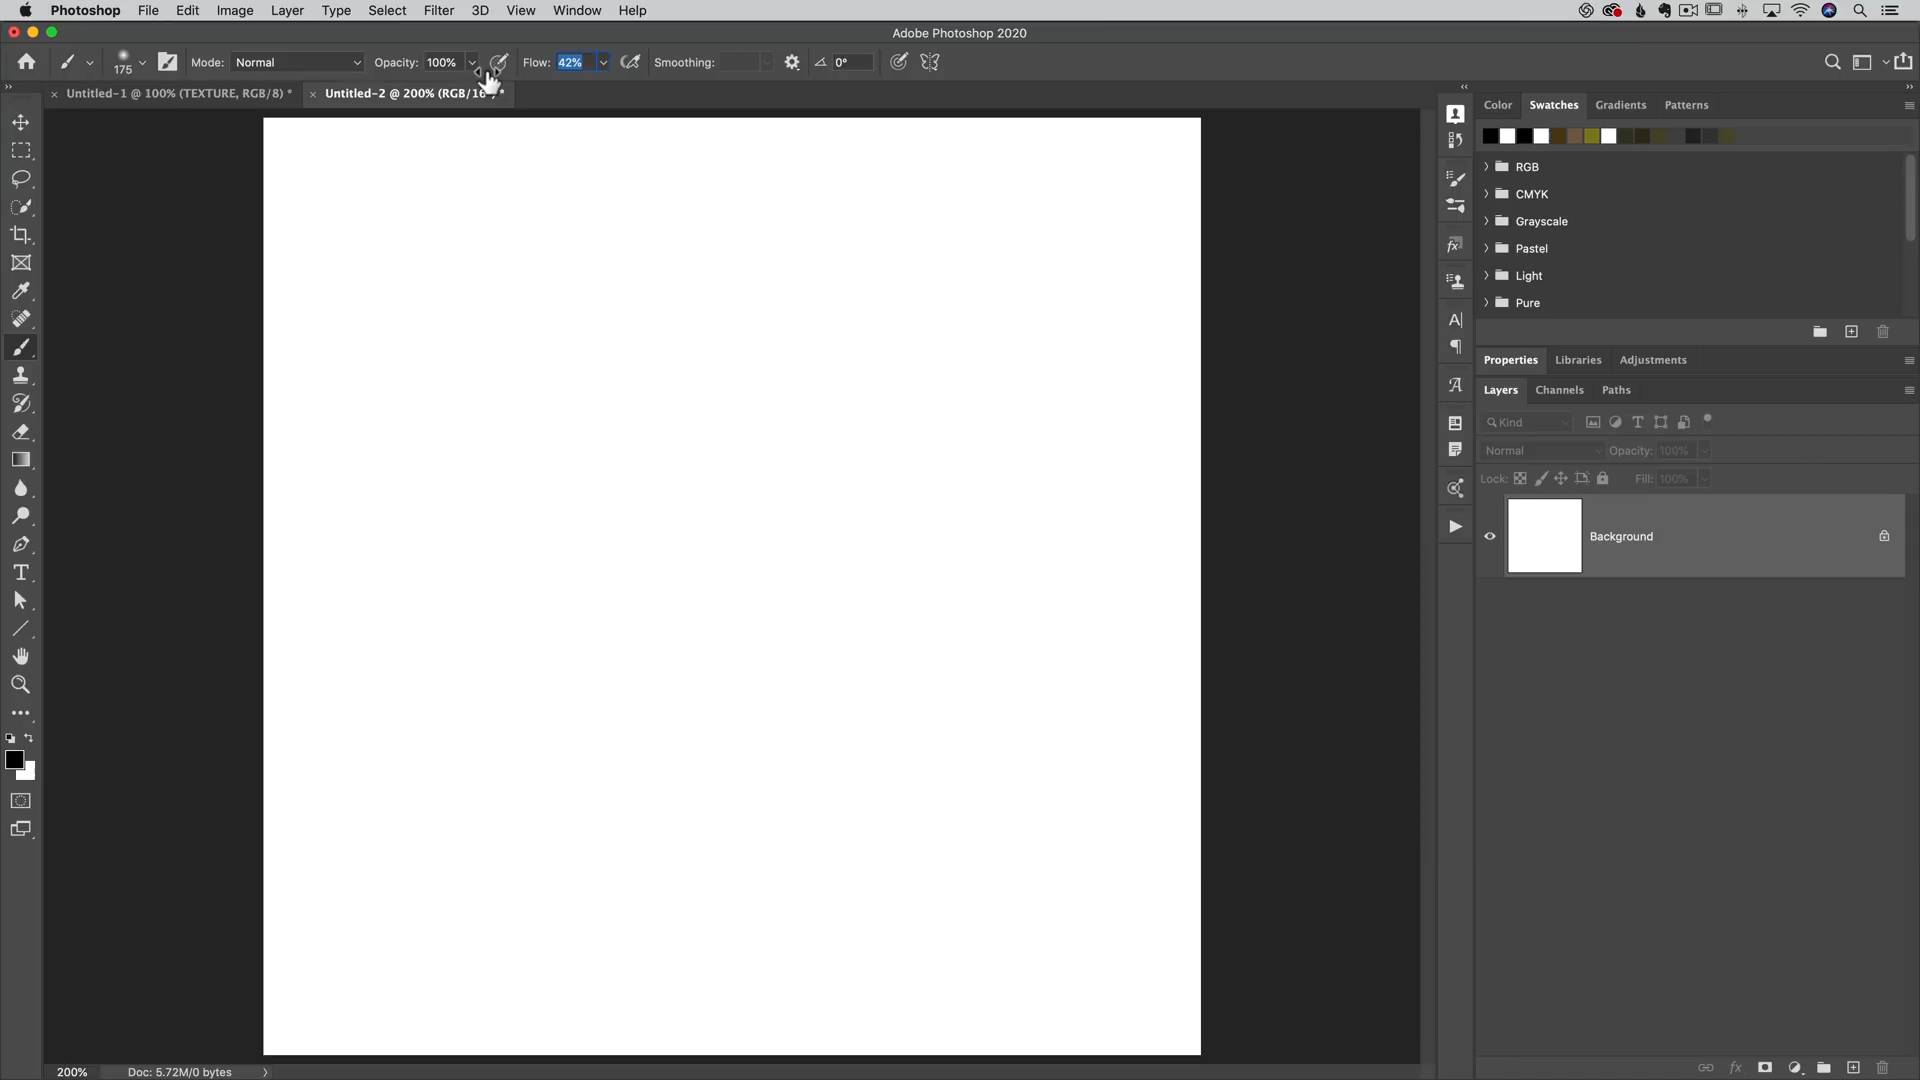 Photoshop File Edit Image Layer Type Select Filter 3D View Window Help
Adobe Photoshop 2020
175 Mode: Normal Opacity: 100% Flow: 42% Smoothing: 0°
Untitled-1 @ 100% (TEXTURE, RGB/8) * Untitled-2 @ 200% (RGB/16 *
Color Swatches Gradients Patterns
RGB
CMYK
Grayscale
Pastel
Light
Pure
Properties Libraries Adjustments
Layers Channels Paths
Kind
Normal Opacity: 100%
Lock: Fill: 100%
Background
200% Doc: 5.72M/0 bytes